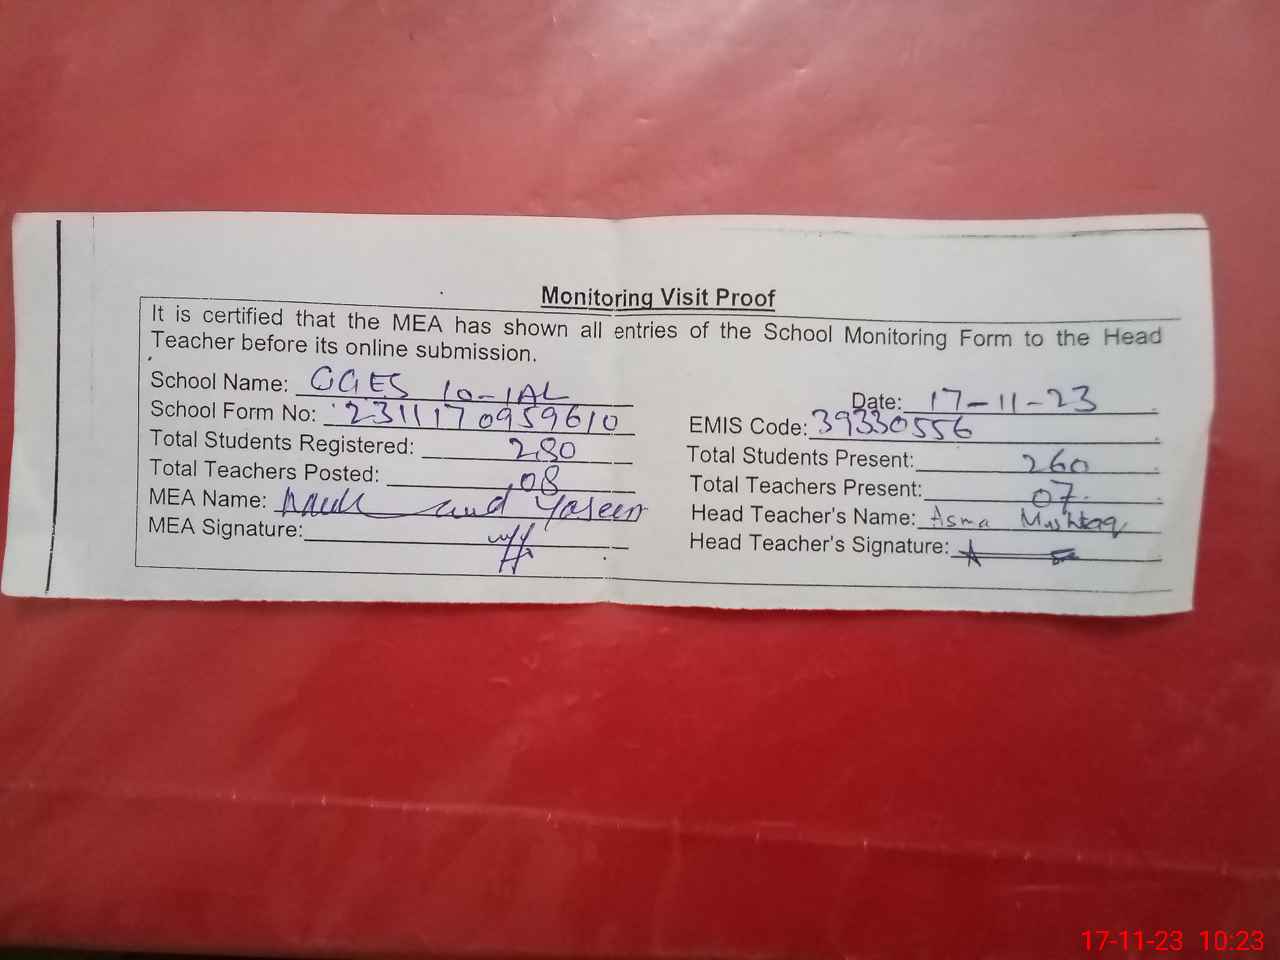 Monitoring Visit Proof
It is certified that the MEA has shown all entries of the School Monitoring Form to the Head
Teacher before its online submission.
School Name: GGES 10-1AL
Date: 17-11-23
School Form No: 2311170959610
EMIS Code: 39330556
Total Students Registered: 280
Total Students Present: 260
Total Teachers Posted: 08
Total Teachers Present: 07
MEA Name: Yaseen
Head Teacher's Name: Asma Mushtaq
MEA Signature:
Head Teacher's Signature:
17-11-23 10:23